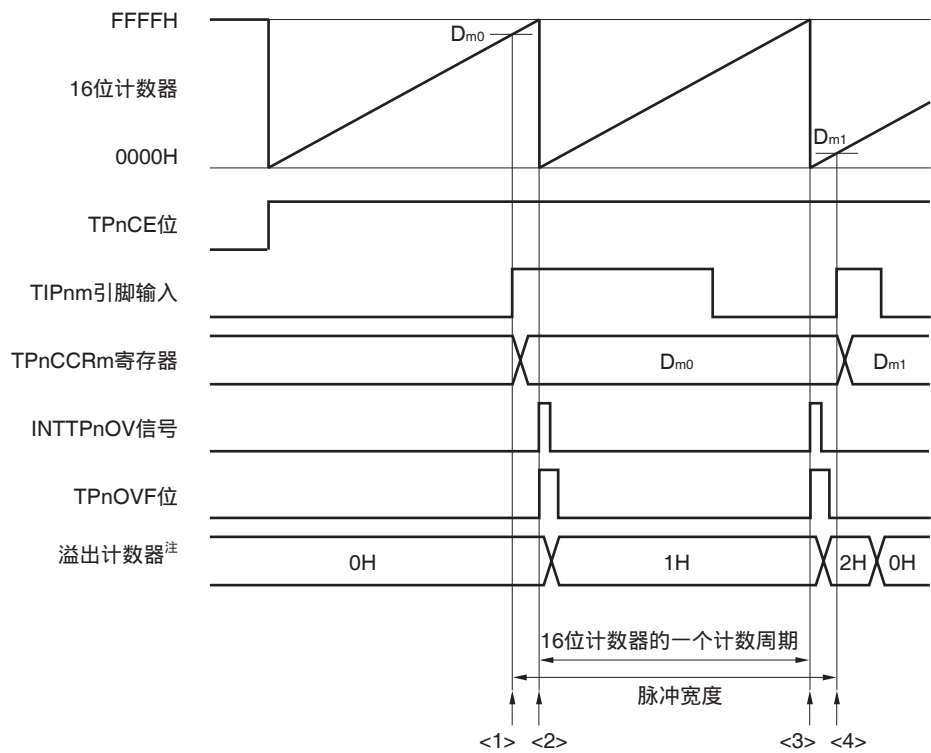 FFFFH
Dm0
16位计数器
Dm1
0000H
TPnCE位
TIPnm引脚输入
TPnCCRm寄存器
Dm0
Dm1
INTTPnOV信号
TPnOVF位
溢出计数器注
0H
1H
2H
0H
16位计数器的一个计数周期
脉冲宽度
<1>
<2>
<3>
<4>